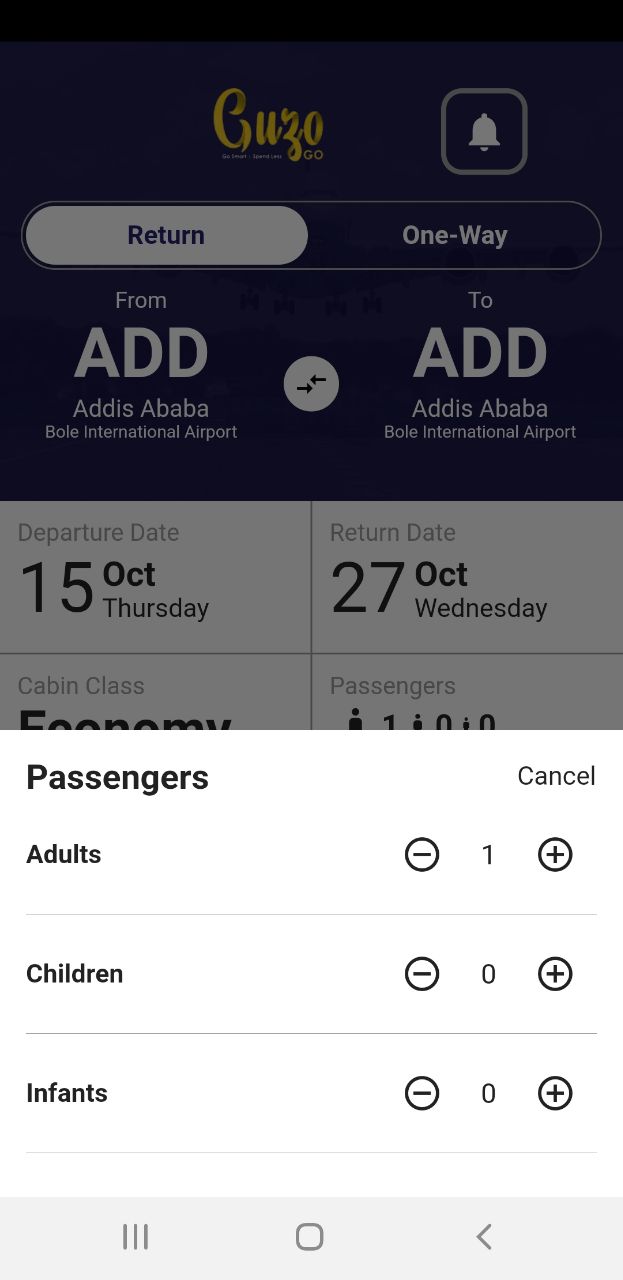 Guzo
GO
Go Smart : Spend Less
Return One-Way
From To
ADD ADD
Addis Ababa Addis Ababa
Bole International Airport Bole International Airport
Departure Date Return Date
15 Oct Thursday 27 Oct Wednesday
Cabin Class Passengers
Economy 1 0 0
Passengers Cancel
Adults 1
Children 0
Infants 0